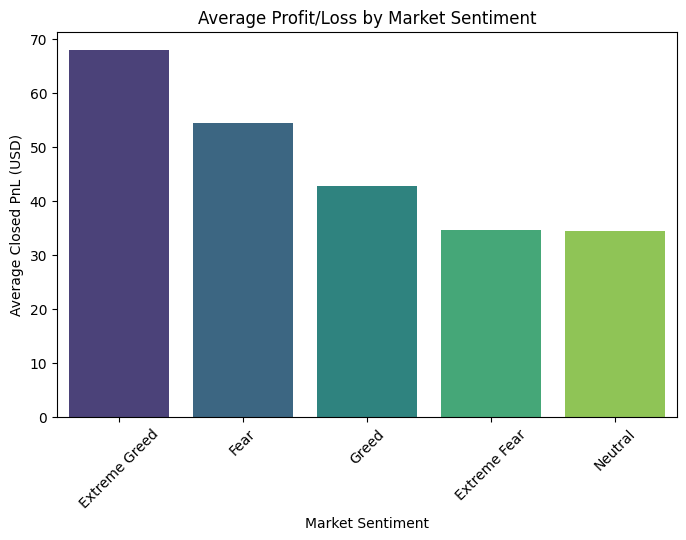 Average Profit/Loss by Market Sentiment
Average Closed PnL (USD)
70
60
50
40
30
20
10
0
Extreme Greed
Fear
Greed
Extreme Fear
Neutral
Market Sentiment